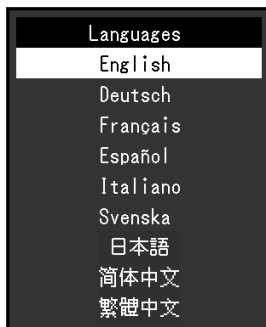 Languages
English
Deutsch
Français
Español
Italiano
Svenska
日本語
简体中文
繁體中文